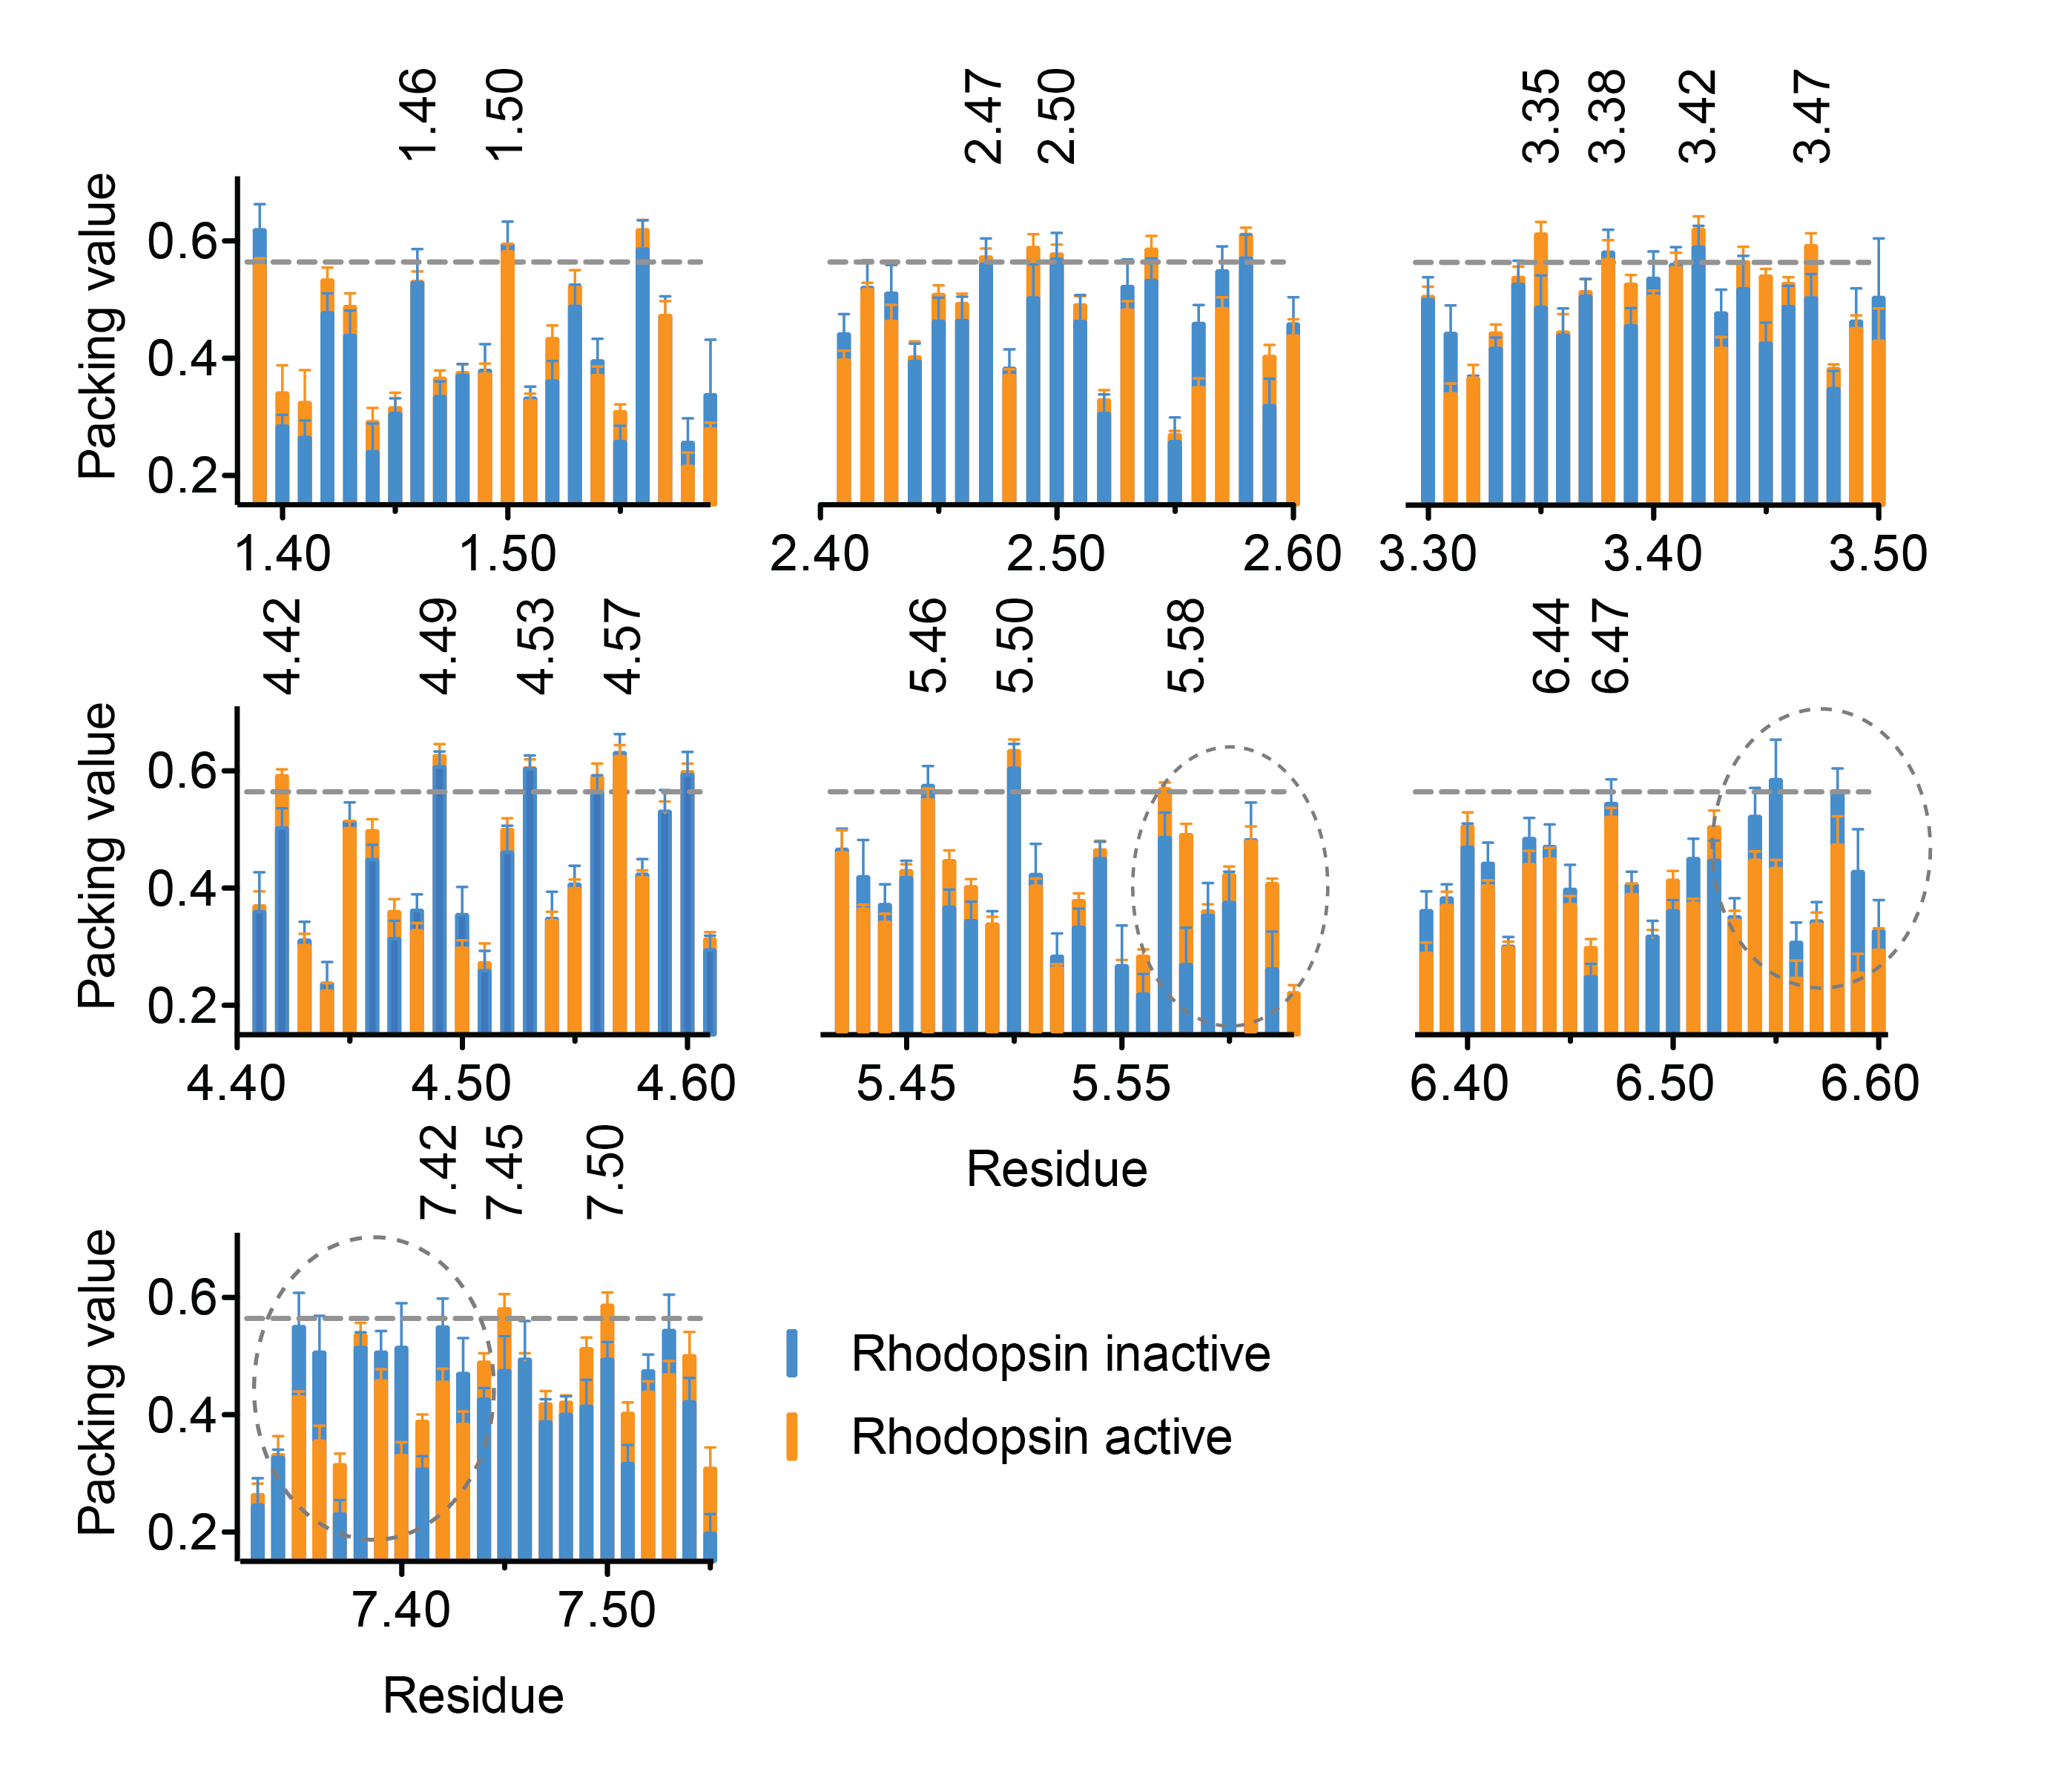 1.46 1.50 2.47 2.50 3.35 3.38 3.42 3.47
Packing value
0.6
0.4
0.2
1.40 1.50 2.40 2.50 2.60 3.30 3.40 3.50
4.42 4.49 4.53 4.57 5.46 5.50 5.58 6.44 6.47
Packing value
0.6
0.4
0.2
4.40 4.50 4.60 5.45 5.55 6.40 6.50 6.60
7.42 7.45 7.50
Residue
Packing value
0.6
0.4
0.2
Rhodopsin inactive
Rhodopsin active
7.40 7.50
Residue